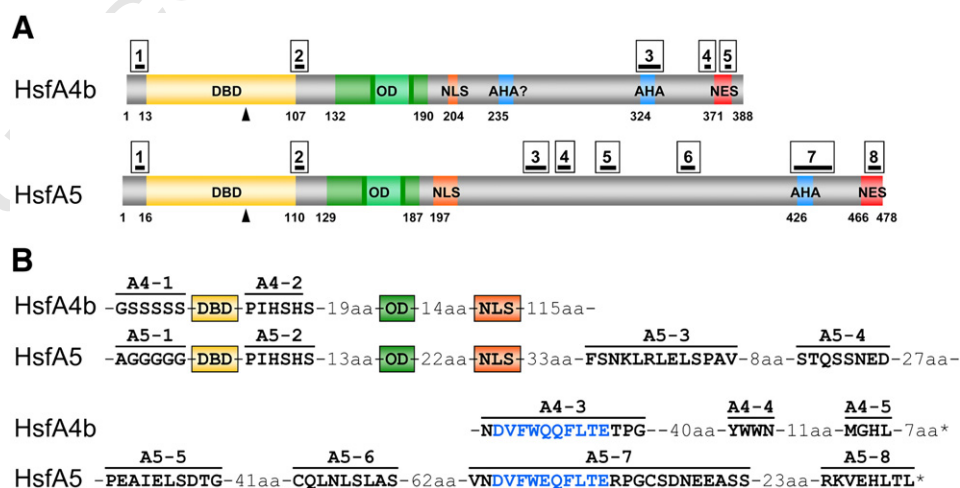 A
1 2 3 4 5
HsfA4b DBD OD NLS AHA? AHA NES
1 13 107 132 190 204 235 324 371 388
1 2 3 4 5 6 7 8
HsfA5 DBD OD NLS AHA NES
1 16 110 129 187 197 426 466 478
B
A4-1 A4-2
HsfA4b -GSSSSS-DBD-PIHSHS-19aa-OD-14aa-NLS-115aa-
A5-1 A5-2 A5-3 A5-4
HsfA5 -AGGGGG-DBD-PIHSHS-13aa-OD-22aa-NLS-33aa-FSNKLRLELSPAV-8aa-STQSSNED-27aa-
A4-3 A4-4 A4-5
HsfA4b -NDVFWQQFLTETPG--40aa-YWWN-11aa-MGHL-7aa*
A5-5 A5-6 A5-7 A5-8
HsfA5 -PEAIELSDTG-41aa-CQLNLSLAS-62aa-VNDVFWEQFLTERPGCSDNEEASS-23aa-RKVEHLTL*